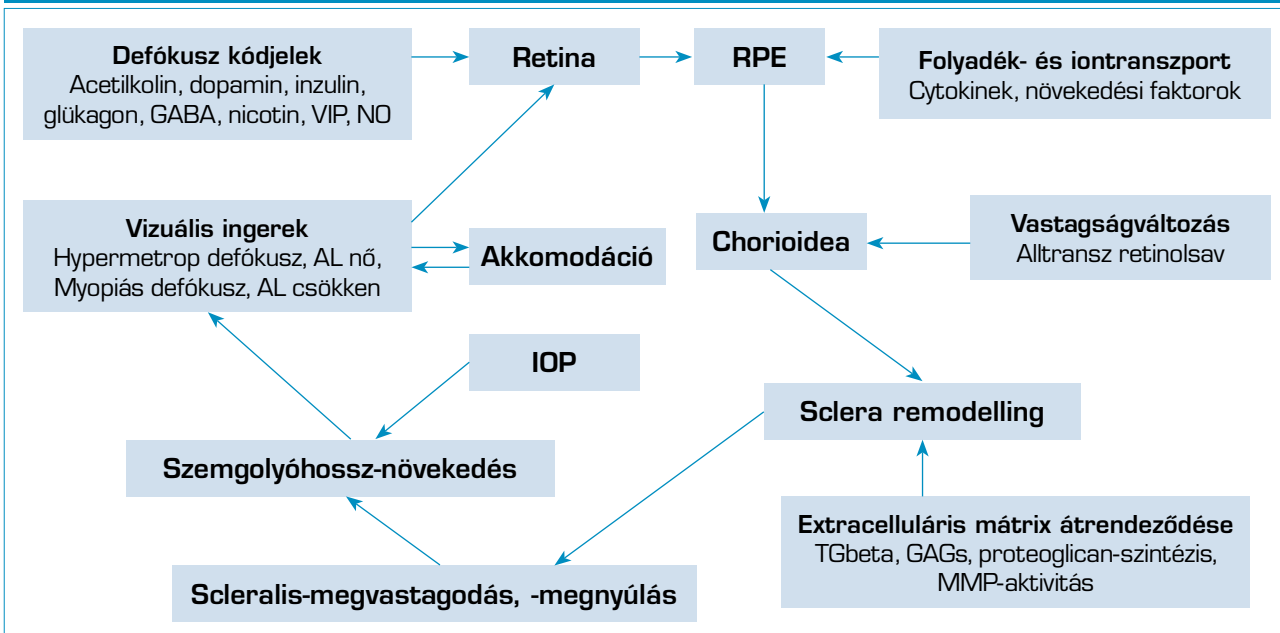 Defókusz kódjelek
Acetilkolin, dopamin, inzulin,
glükagon, GABA, nicotin, VIP, NO
Retina
RPE
Folyadék- és iontranszport
Cytokinek, növekedési faktorok
Vizuális ingerek
Hypermetrop defókusz, AL nő,
Myopiás defókusz, AL csökken
Akkomodáció
Chorioidea
Vastagságváltozás
Alltransz retinolsav
IOP
Sclera remodelling
Szemgolyóhossz-növekedés
Extracelluláris mátrix átrendeződése
TGbeta, GAGs, proteoglican-szintézis,
MMP-aktivitás
Scleralis-megvastagodás, -megnyúlás